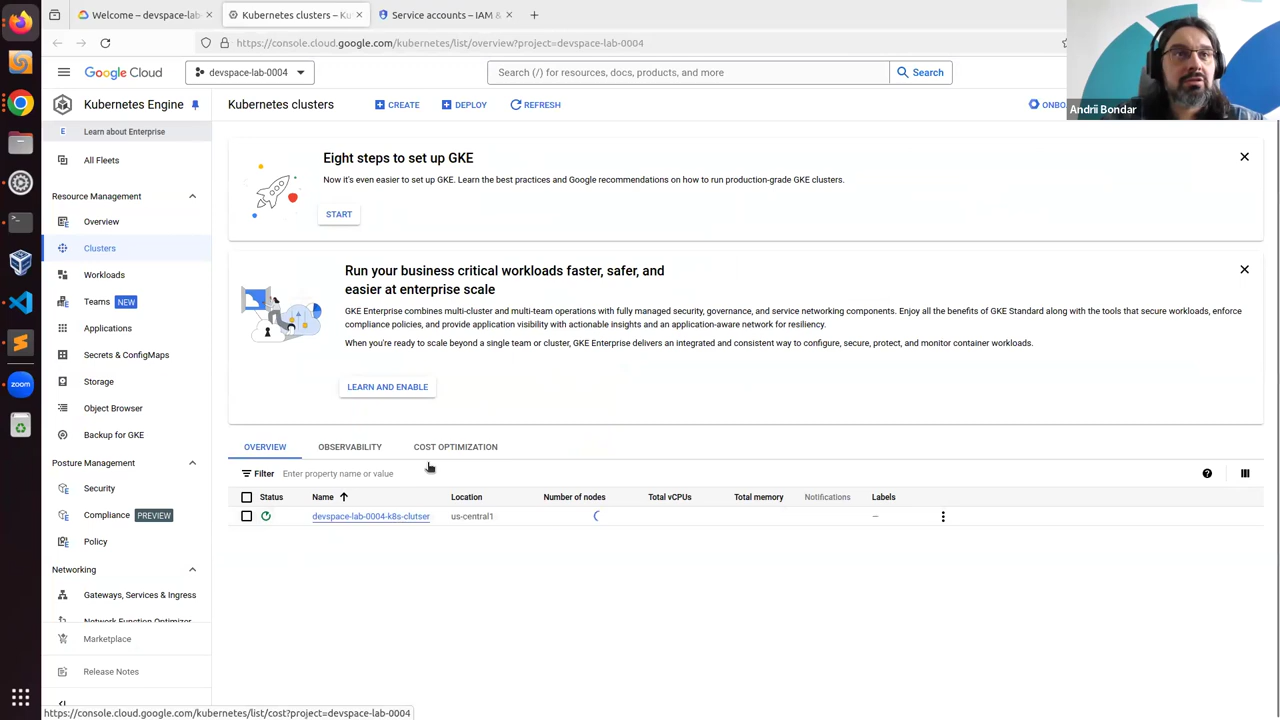 Welcome – devspace-lab
Kubernetes clusters – Ku
Service accounts – IAM &
https://console.cloud.google.com/kubernetes/list/overview?project=devspace-lab-0004
Google Cloud
devspace-lab-0004
Search (/) for resources, docs, products, and more
Search
Andrii Bondar
Kubernetes Engine
Kubernetes clusters
CREATE
DEPLOY
REFRESH
ONBO
E Learn about Enterprise
All Fleets
Resource Management
Overview
Clusters
Workloads
Teams NEW
Applications
Secrets & ConfigMaps
Storage
Object Browser
Backup for GKE
Posture Management
Security
Compliance PREVIEW
Policy
Networking
Gateways, Services & Ingress
Network Function Optimizer
Marketplace
Release Notes
Eight steps to set up GKE
Now it's even easier to set up GKE. Learn the best practices and Google recommendations on how to run production-grade GKE clusters.
START
Run your business critical workloads faster, safer, and
easier at enterprise scale
GKE Enterprise combines multi-cluster and multi-team operations with fully managed security, governance, and service networking components. Enjoy all the benefits of GKE Standard along with the tools that secure workloads, enforce
compliance policies, and provide application visibility with actionable insights and an application-aware network for resiliency.
When you're ready to scale beyond a single team or cluster, GKE Enterprise delivers an integrated and consistent way to configure, secure, protect, and monitor container workloads.
LEARN AND ENABLE
OVERVIEW
OBSERVABILITY
COST OPTIMIZATION
Filter Enter property name or value
Status Name Location Number of nodes Total vCPUs Total memory Notifications Labels
devspace-lab-0004-k8s-clutser us-central1 –
zoom
https://console.cloud.google.com/kubernetes/list/cost?project=devspace-lab-0004